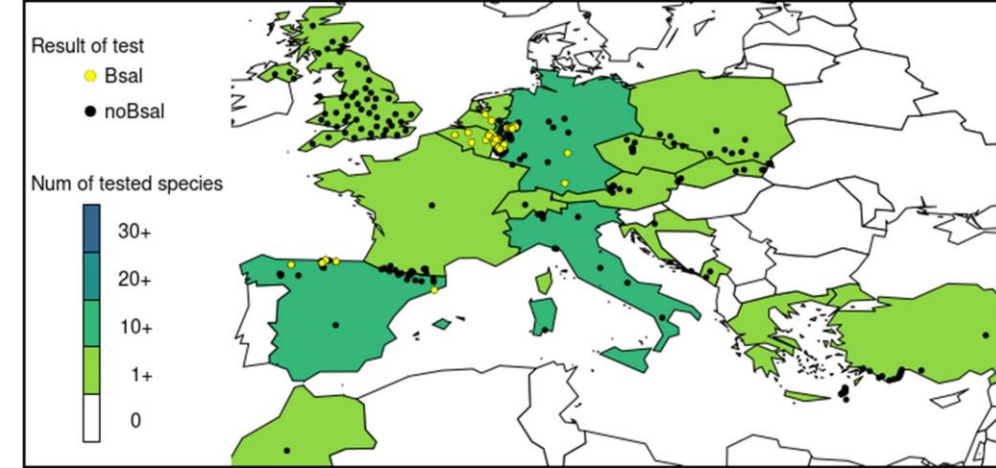 Result of test
Bsal
noBsal
Num of tested species
30+
20+
10+
1+
0